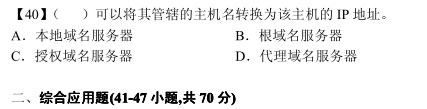 【40】（      ）可以将其管辖的主机名转换为该主机的 IP 地址。
A．本地域名服务器 B．根域名服务器
C．授权域名服务器 D．代理域名服务器
二、综合应用题(41-47 小题,共 70 分)